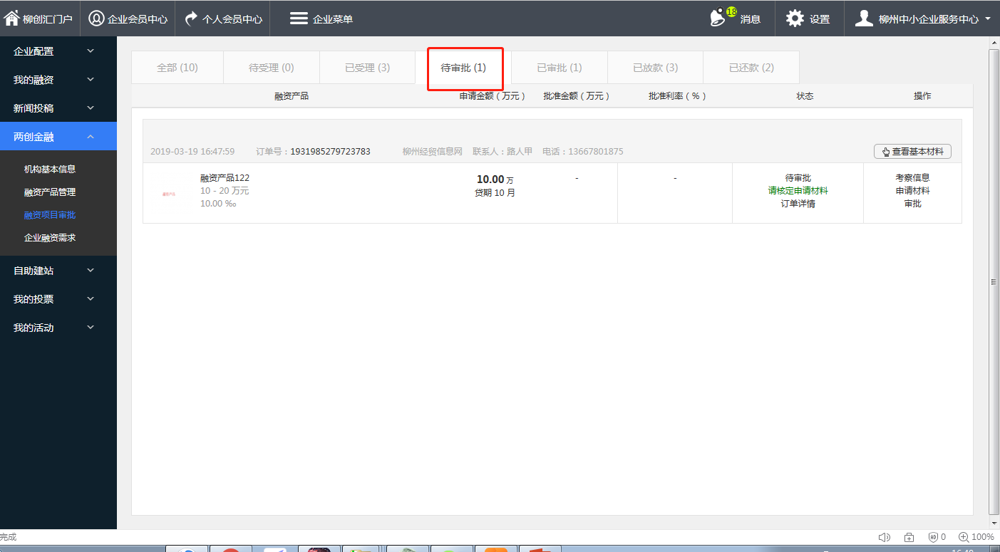 柳创汇门户 企业会员中心 个人会员中心 企业菜单 18 消息 设置 柳州中小企业服务中心
企业配置
我的融资
新闻投稿
两创金融
机构基本信息
融资产品管理
融资项目审批
企业融资需求
自助建站
我的投票
我的活动
全部 (10) 待受理 (0) 已受理 (3) 待审批 (1) 已审批 (1) 已放款 (3) 已还款 (2)
融资产品 申请金额 ( 万元 ) 批准金额 ( 万元 ) 批准利率 ( % ) 状态 操作
2019-03-19 16:47:59 订单号：1931985279723783 柳州经贸信息网 联系人：路人甲 电话：13667801875 查看基本材料
融资产品122 10.00 万 - - 待审批 考察信息
10 - 20 万元 贷期 10 月 请核定申请材料 申请材料
10.00 ‰ 订单详情 审批
完成 0 100%